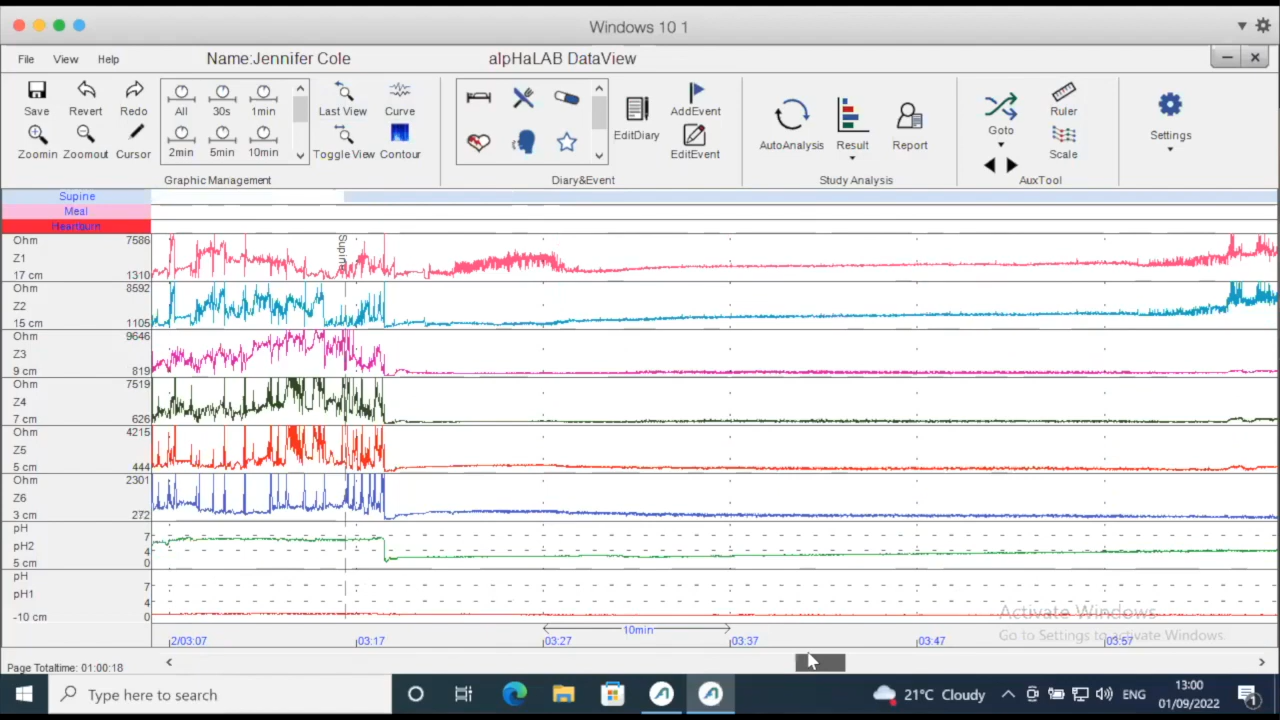 Windows 10 1
File View Help Name:Jennifer Cole alpHaLAB DataView
Save Revert Redo All 30s 1min Last View Curve AddEvent Goto Ruler
EditDiary AutoAnalysis Result Report Settings
Zoomin Zoomout Cursor 2min 5min 10min Toggle View Contour EditEvent Scale
Graphic Management Diary&Event Study Analysis AuxTool
Supine
Meal
Heartburn
Ohm 7586
Z1
17 cm 1310
Supine
Ohm 8592
Z2
15 cm 1105
Ohm 9646
Z3
9 cm 819
Ohm 7519
Z4
7 cm 626
Ohm 4215
Z5
5 cm 444
Ohm 2301
Z6
3 cm 272
pH 7
pH2 4
5 cm 0
pH 7
pH1 4
-10 cm 0
Activate Windows
Go to Settings to activate Windows.
10min
2/03:07 03:17 03:27 03:37 03:47 03:57
Page Totaltime: 01:00:18
Type here to search 21°C Cloudy ENG 13:00
01/09/2022 1